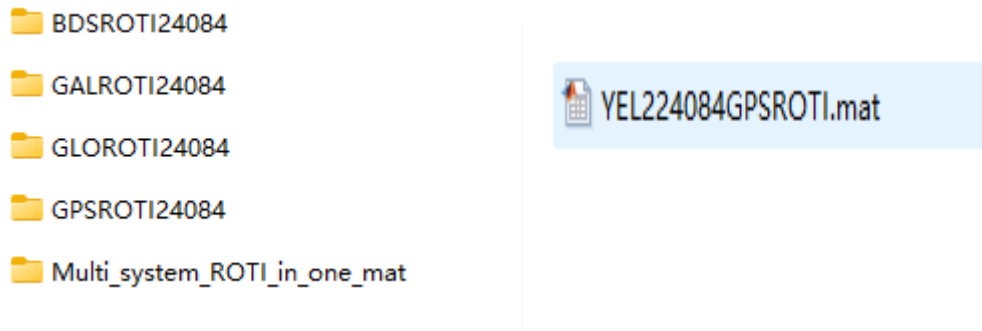 BDSROTI24084
GALROTI24084
GLOROTI24084
GPSROTI24084
Multi_system_ROTI_in_one_mat
YEL224084GPSROTI.mat